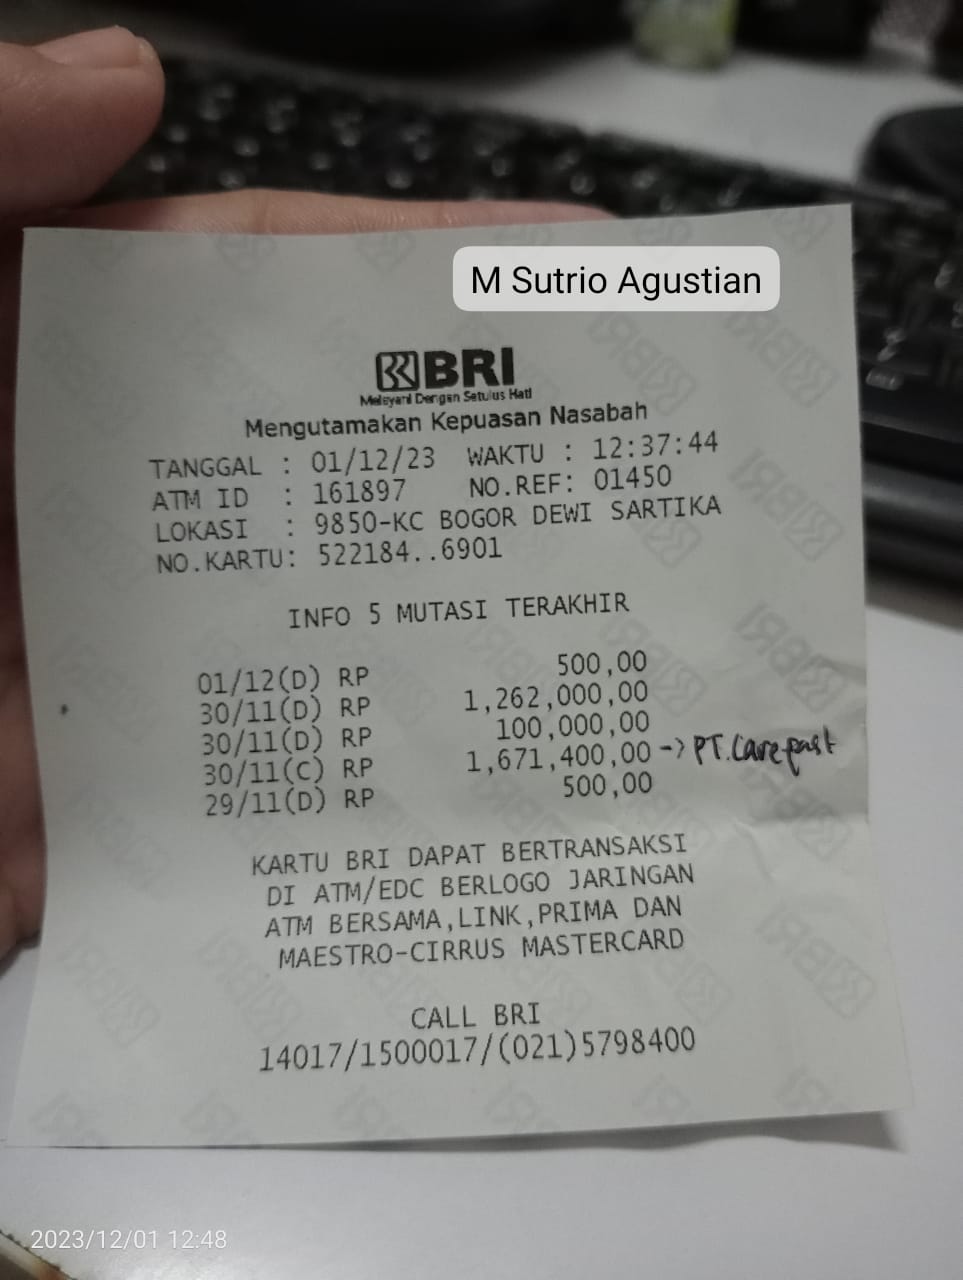 M Sutrio Agustian
BRI
Melayani Dengan Setulus Hati
Mengutamakan Kepuasan Nasabah
TANGGAL : 01/12/23 WAKTU : 12:37:44
ATM ID : 161897 NO.REF: 01450
LOKASI : 9850-KC BOGOR DEWI SARTIKA
NO.KARTU: 522184..6901
INFO 5 MUTASI TERAKHIR
01/12(D) RP 500,00
30/11(D) RP 1,262,000,00
30/11(D) RP 100,000,00
30/11(C) RP 1,671,400,00 -> PT.Carepast
29/11(D) RP 500,00
KARTU BRI DAPAT BERTRANSAKSI
DI ATM/EDC BERLOGO JARINGAN
ATM BERSAMA,LINK,PRIMA DAN
MAESTRO-CIRRUS MASTERCARD
CALL BRI
14017/1500017/(021)5798400
2023/12/01 12:48